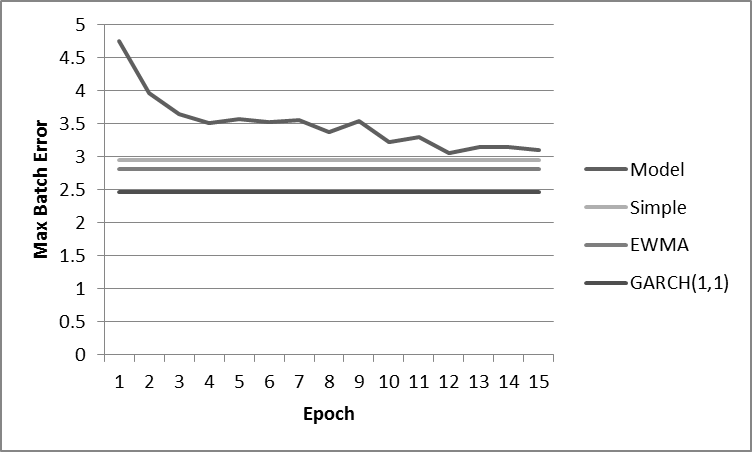 5
4.5
4
3.5
3
2.5
2
1.5
1
0.5
0
Max Batch Error
1 2 3 4 5 6 7 8 9 10 11 12 13 14 15
Epoch
Model
Simple
EWMA
GARCH(1,1)